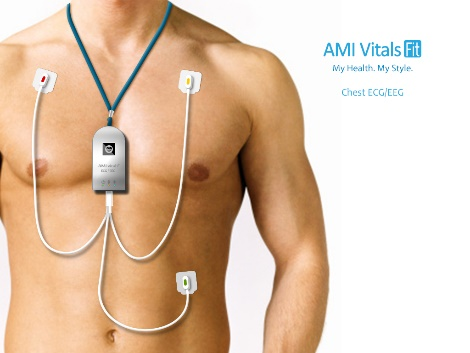 AMI Vitals Fit
My Health. My Style.
Chest ECG/EEG